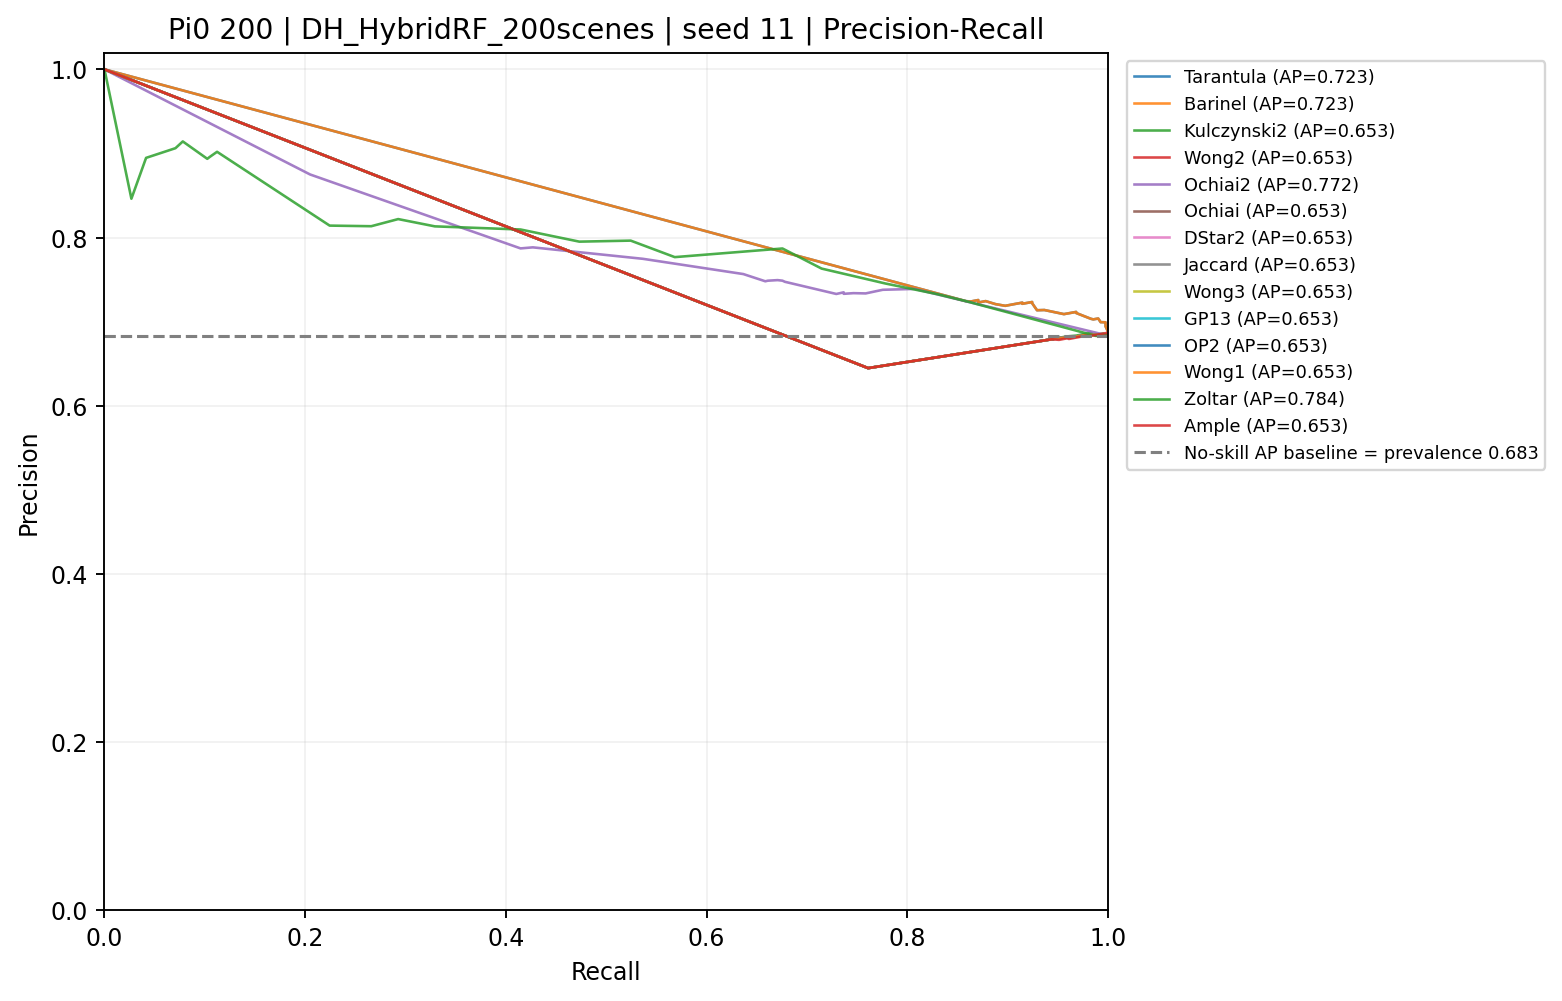 Pi0 200 | DH_HybridRF_200scenes | seed 11 | Precision-Recall
1.0
0.8
0.6
0.4
0.2
0.0
Precision
0.0 0.2 0.4 0.6 0.8 1.0
Recall
Tarantula (AP=0.723)
Barinel (AP=0.723)
Kulczynski2 (AP=0.653)
Wong2 (AP=0.653)
Ochiai2 (AP=0.772)
Ochiai (AP=0.653)
DStar2 (AP=0.653)
Jaccard (AP=0.653)
Wong3 (AP=0.653)
GP13 (AP=0.653)
OP2 (AP=0.653)
Wong1 (AP=0.653)
Zoltar (AP=0.784)
Ample (AP=0.653)
No-skill AP baseline = prevalence 0.683